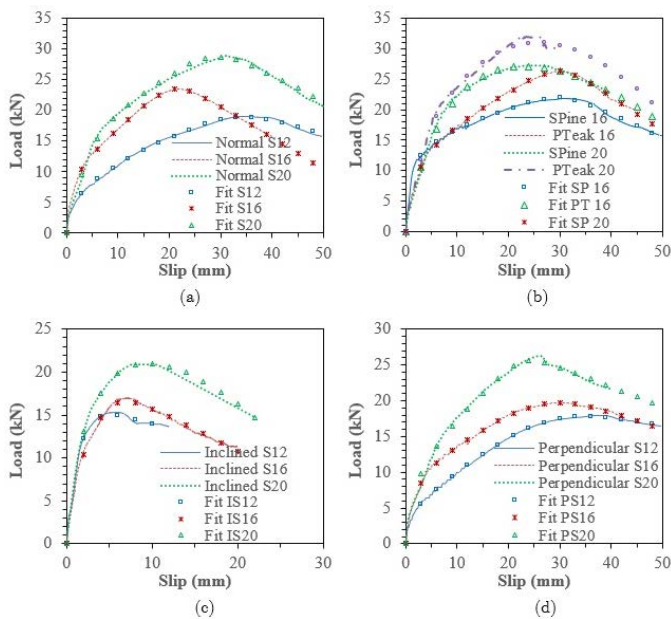 35
30
25
20
15
10
5
0
Load (kN)
Normal S12
Normal S16
Normal S20
Fit S12
Fit S16
Fit S20
0 10 20 30 40 50
Slip (mm)
(a)
35
30
25
20
15
10
5
0
Load (kN)
SPine 16
PTeak 16
SPine 20
PTeak 20
Fit SP 16
Fit PT 16
Fit SP 20
0 10 20 30 40 50
Slip (mm)
(b)
25
20
15
10
5
0
Load (kN)
Inclined S12
Inclined S16
Inclined S20
Fit IS12
Fit IS16
Fit IS20
0 10 20 30
Slip (mm)
(c)
30
25
20
15
10
5
0
Load (kN)
Perpendicular S12
Perpendicular S16
Perpendicular S20
Fit PS12
Fit PS16
Fit PS20
0 10 20 30 40 50
Slip (mm)
(d)